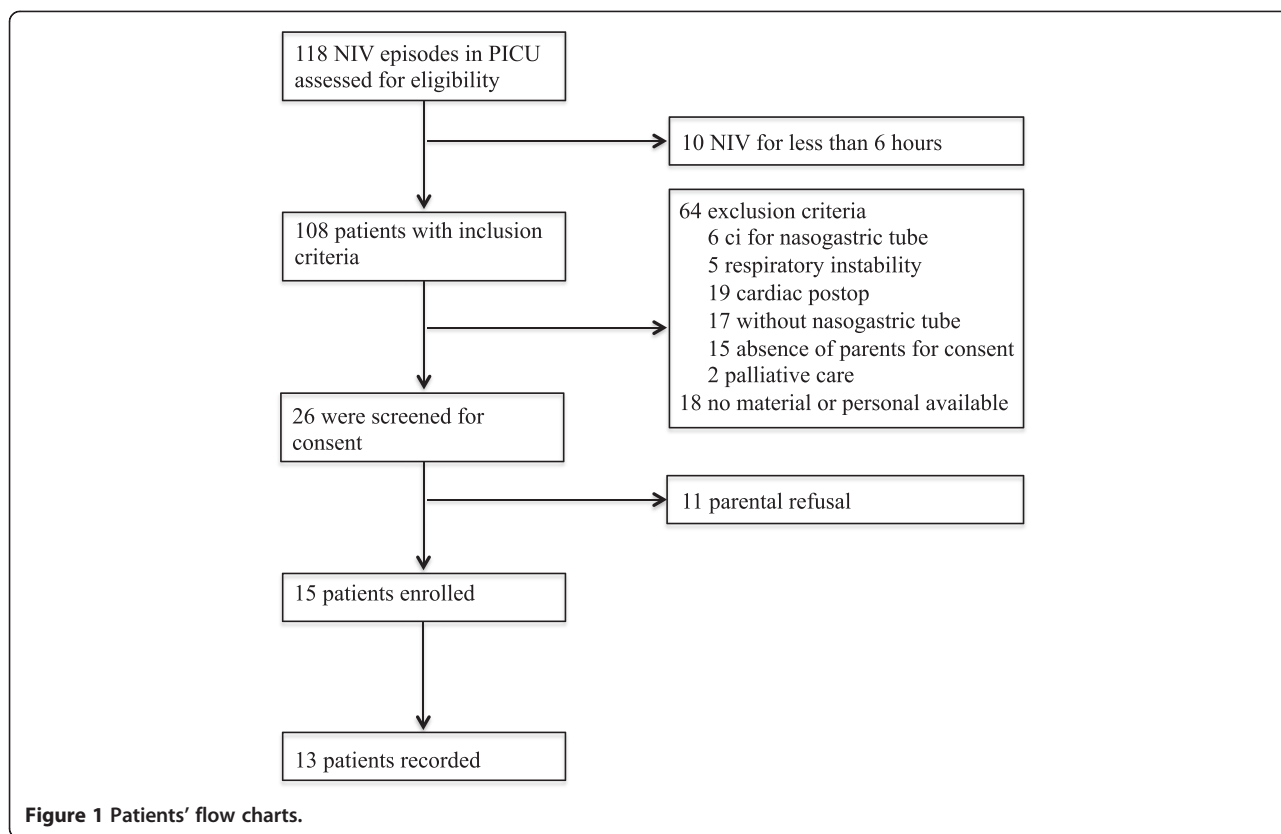 118 NIV episodes in PICU
assessed for eligibility
10 NIV for less than 6 hours
108 patients with inclusion
criteria
64 exclusion criteria
6 ci for nasogastric tube
5 respiratory instability
19 cardiac postop
17 without nasogastric tube
15 absence of parents for consent
2 palliative care
18 no material or personal available
26 were screened for
consent
11 parental refusal
15 patients enrolled
13 patients recorded
Figure 1 Patients’ flow charts.